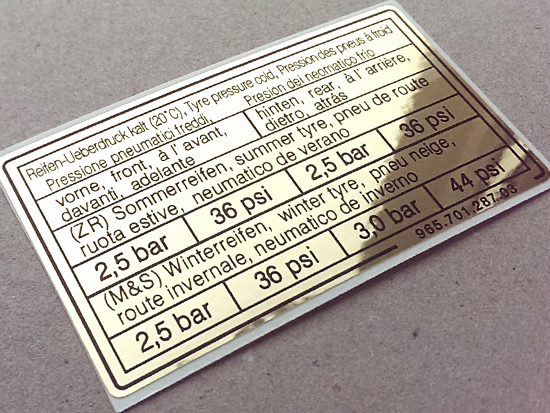 Reifen-Ueberdruck kalt (20°C), Tyre pressure cold, Pression des pneus à froid
Pressione pneumatici freddi, Presion del neomatico frio
vorne, front, à l' avant, hinten, rear, à l' arrière,
davanti adelante dietro, atrás
(ZR) Sommerreifen, summer tyre, pneu de route
ruota estive, neumatico de verano
2,5 bar 36 psi 2,5 bar 36 psi
(M&S) Winterreifen, winter tyre, pneu neige,
route invernale, neumatico de inverno
2,5 bar 36 psi 3,0 bar 44 psi
965.701.287.03